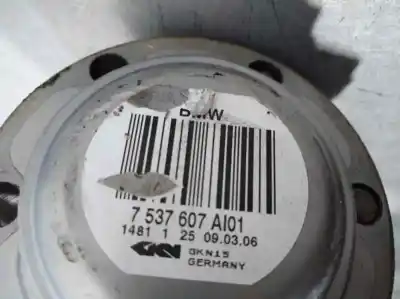 BMW
7 537 607 AI01
1481 1 25 09.03.06
GKN GKN15
GERMANY